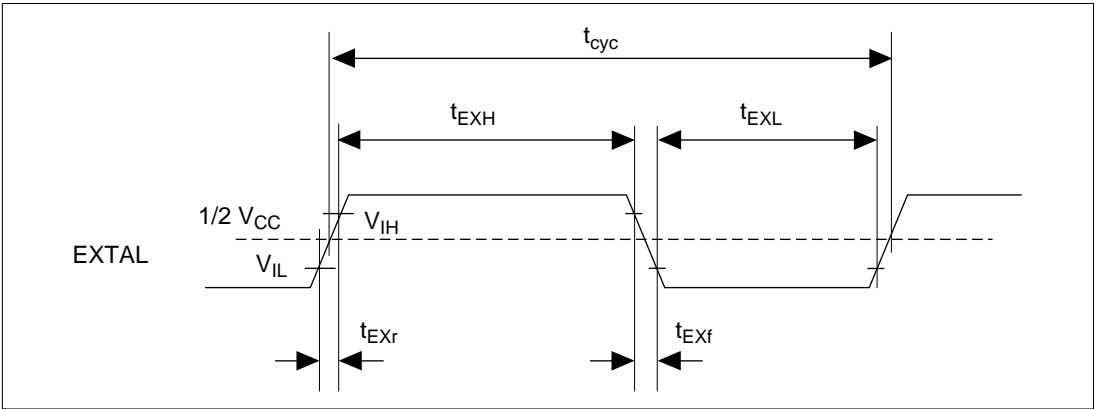 tcyc
tEXH
tEXL
1/2 VCC
VIH
EXTAL
VIL
tEXr
tEXf